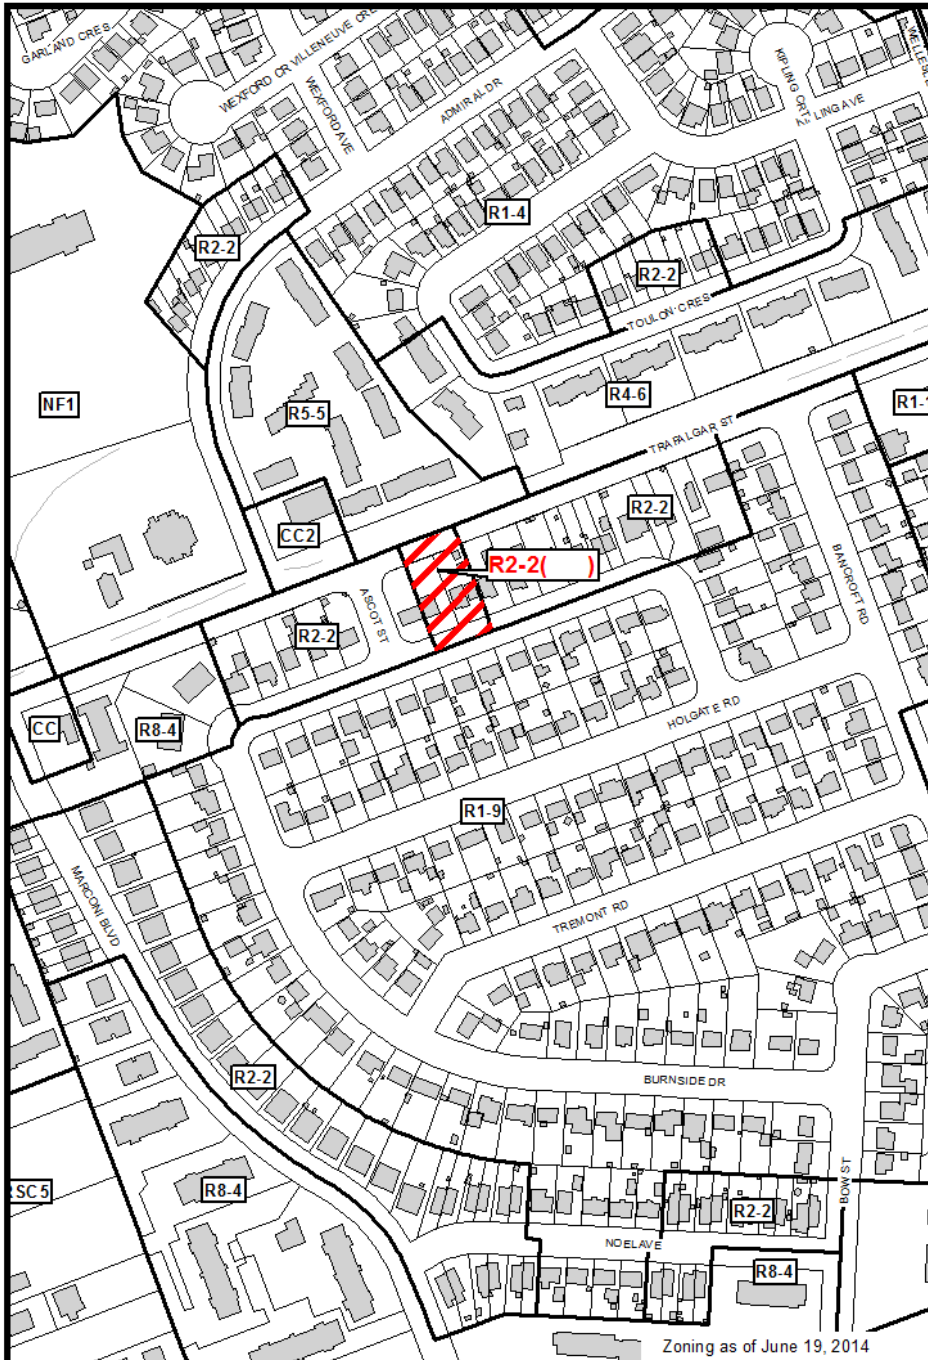 GARLAND CRES
WEXFORD CR
VILLENEUVE CRE
WEXFORD AVE
ADMIRAL DR
KIPLING CRT
KIPLING AVE
R1-4
R2-2
R2-2
TOULON CRES
NF1
R5-5
R4-6
R1-1
TRAFALGAR ST
CC2
R2-2
R2-2( )
ASCOT ST
BANCROFT RD
R2-2
HOLGATE RD
CC
R8-4
R1-9
MARCONI BLVD
TREMONT RD
R2-2
BURNSIDE DR
RSC5
R8-4
BOW ST
R2-2
NOEL AVE
R8-4
Zoning as of June 19, 2014